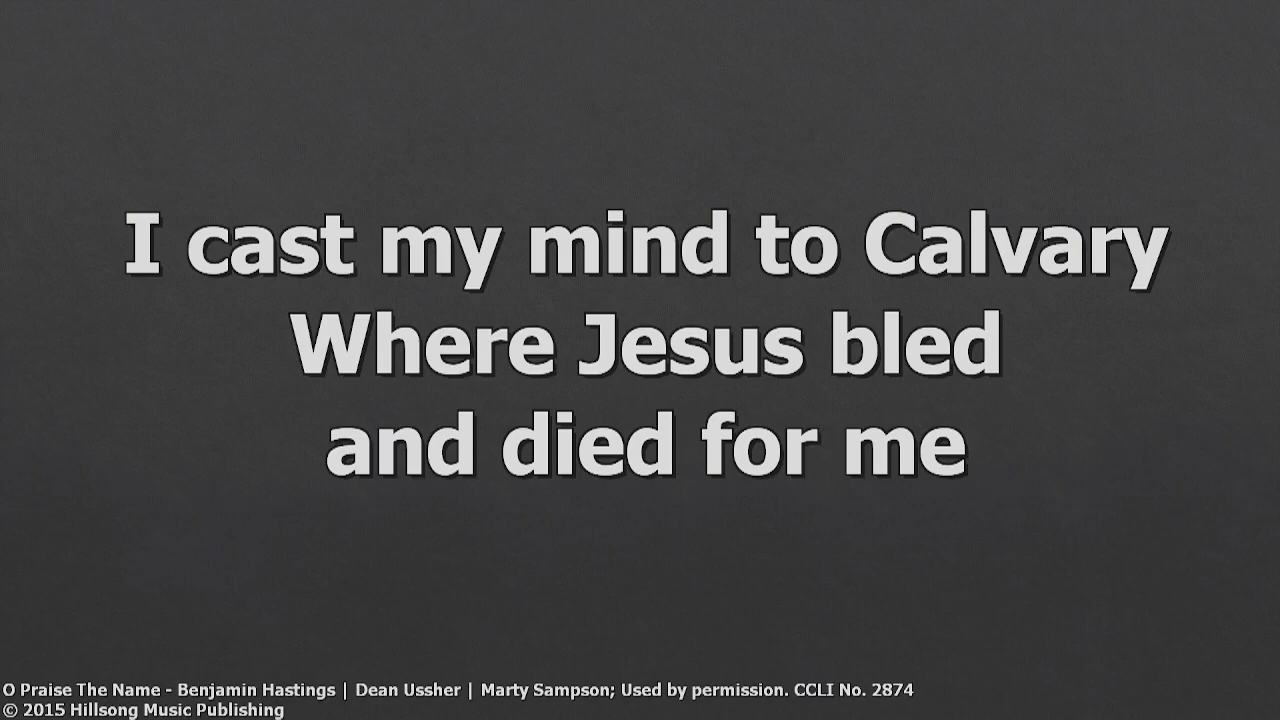 I cast my mind to Calvary
Where Jesus bled
and died for me
O Praise The Name - Benjamin Hastings | Dean Ussher | Marty Sampson; Used by permission. CCLI No. 2874
© 2015 Hillsong Music Publishing